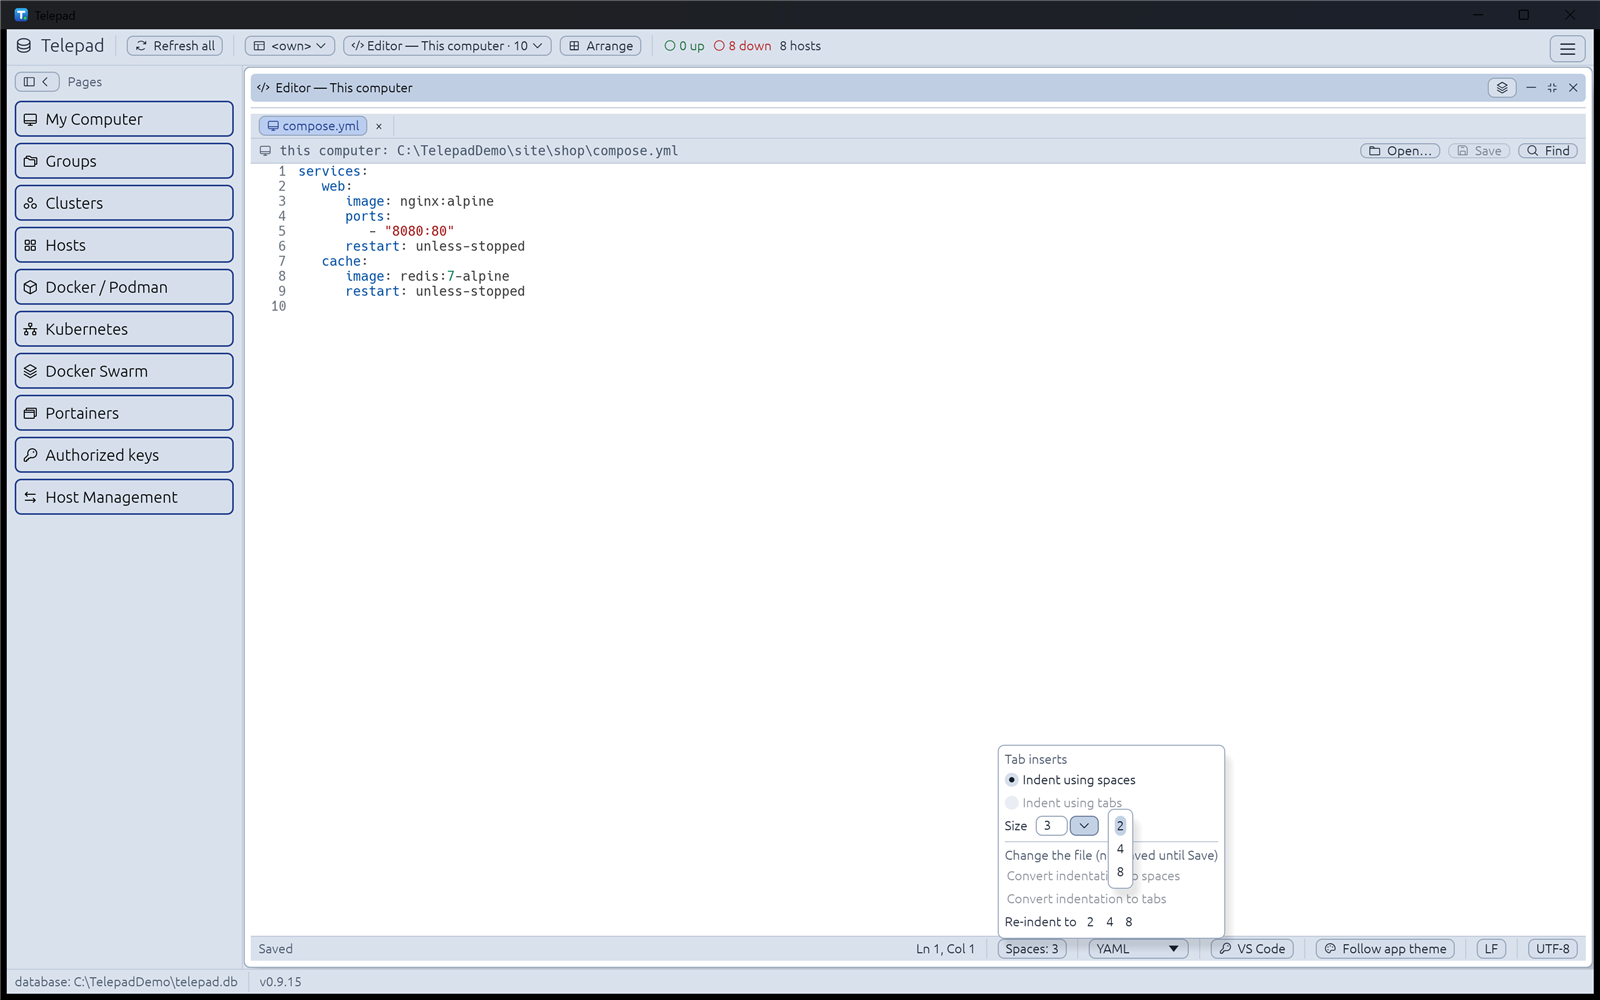 Telepad
Telepad
Refresh all
<own>
</> Editor — This computer · 10
Arrange
0 up
8 down
8 hosts
Pages
My Computer
Groups
Clusters
Hosts
Docker / Podman
Kubernetes
Docker Swarm
Portainers
Authorized keys
Host Management
</> Editor — This computer
compose.yml ×
this computer: C:\TelepadDemo\site\shop\compose.yml
Open...
Save
Find
1 services:
2 web:
3 image: nginx:alpine
4 ports:
5 - "8080:80"
6 restart: unless-stopped
7 cache:
8 image: redis:7-alpine
9 restart: unless-stopped
10
Tab inserts
Indent using spaces
Indent using tabs
Size 3
2
4
8
Change the file (n ved until Save)
Convert indentati o spaces
Convert indentation to tabs
Re-indent to 2 4 8
Saved
Ln 1, Col 1
Spaces: 3
YAML
VS Code
Follow app theme
LF
UTF-8
database: C:\TelepadDemo\telepad.db
v0.9.15